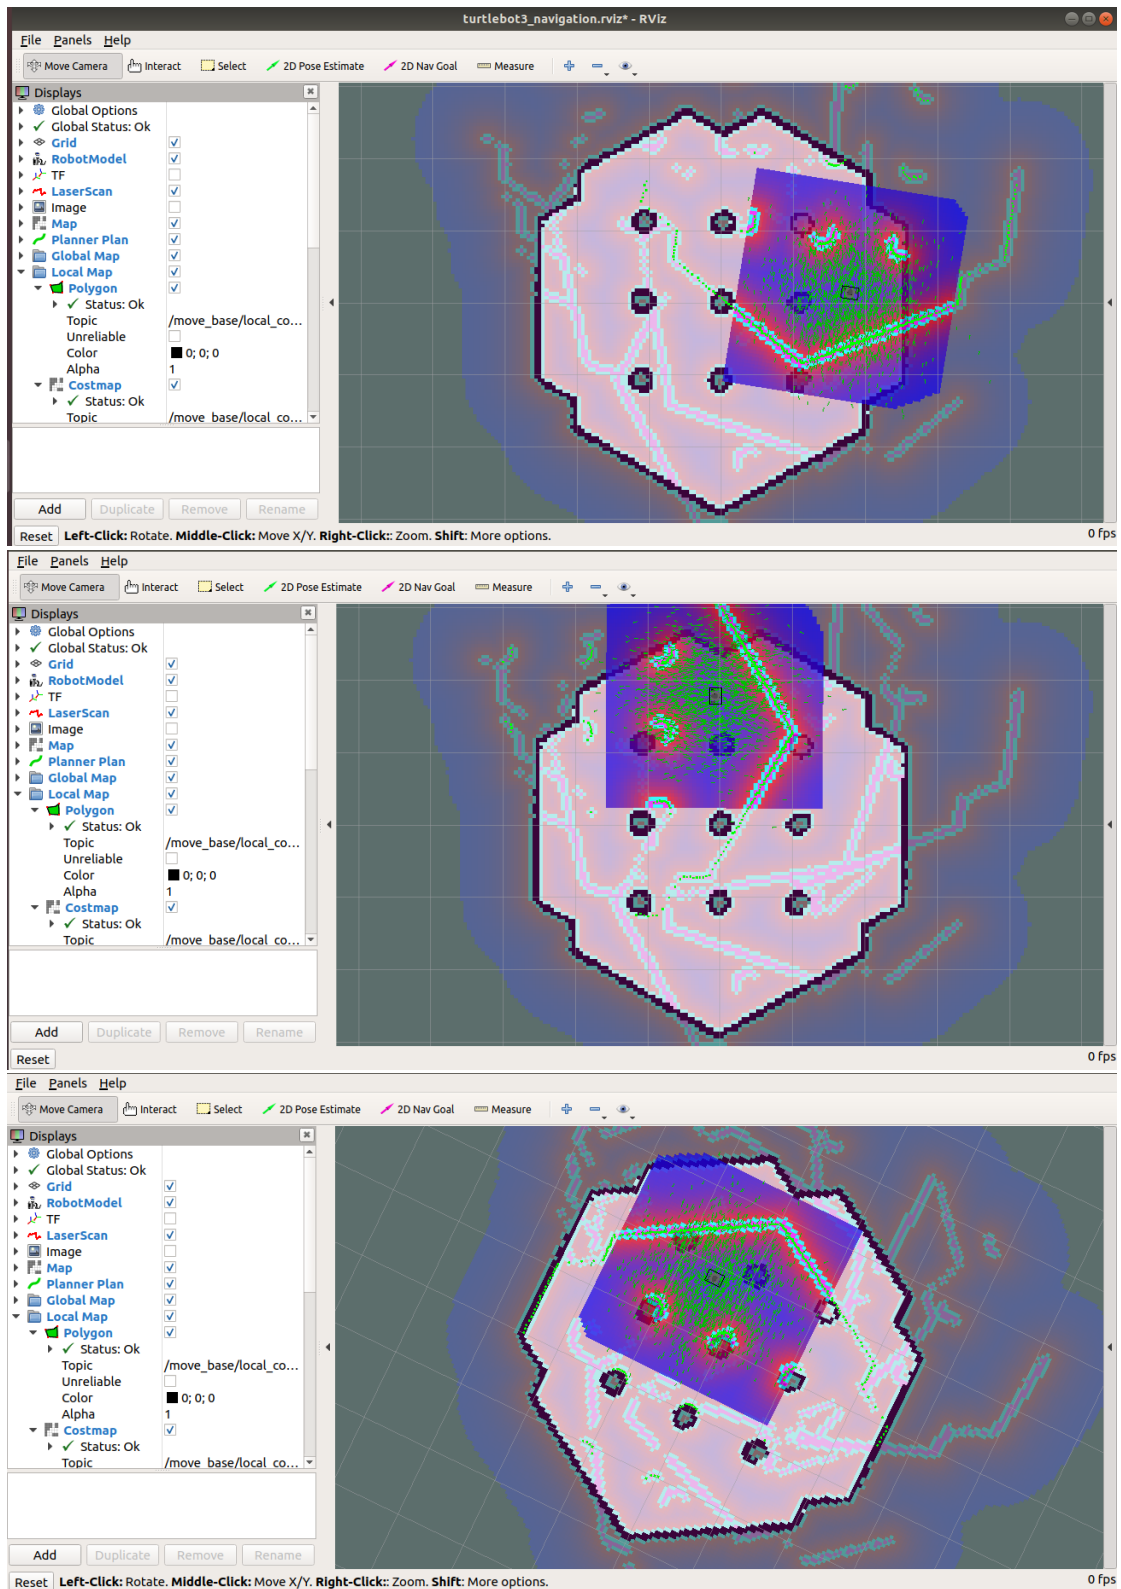 turtlebot3_navigation.rviz* - RViz
File Panels Help
Move Camera Interact Select 2D Pose Estimate 2D Nav Goal Measure
Displays
Global Options
Global Status: Ok
Grid
RobotModel
TF
LaserScan
Image
Map
Planner Plan
Global Map
Local Map
Polygon
Status: Ok
Topic /move_base/local_co...
Unreliable
Color 0; 0; 0
Alpha 1
Costmap
Status: Ok
Topic /move_base/local_co...
Add Duplicate Remove Rename
Reset Left-Click: Rotate. Middle-Click: Move X/Y. Right-Click:: Zoom. Shift: More options. 0 fps
File Panels Help
Move Camera Interact Select 2D Pose Estimate 2D Nav Goal Measure
Displays
Global Options
Global Status: Ok
Grid
RobotModel
TF
LaserScan
Image
Map
Planner Plan
Global Map
Local Map
Polygon
Status: Ok
Topic /move_base/local_co...
Unreliable
Color 0; 0; 0
Alpha 1
Costmap
Status: Ok
Topic /move_base/local_co...
Add Duplicate Remove Rename
Reset 0 fps
File Panels Help
Move Camera Interact Select 2D Pose Estimate 2D Nav Goal Measure
Displays
Global Options
Global Status: Ok
Grid
RobotModel
TF
LaserScan
Image
Map
Planner Plan
Global Map
Local Map
Polygon
Status: Ok
Topic /move_base/local_co...
Unreliable
Color 0; 0; 0
Alpha 1
Costmap
Status: Ok
Topic /move_base/local_co...
Add Duplicate Remove Rename
Reset Left-Click: Rotate. Middle-Click: Move X/Y. Right-Click:: Zoom. Shift: More options. 0 fps